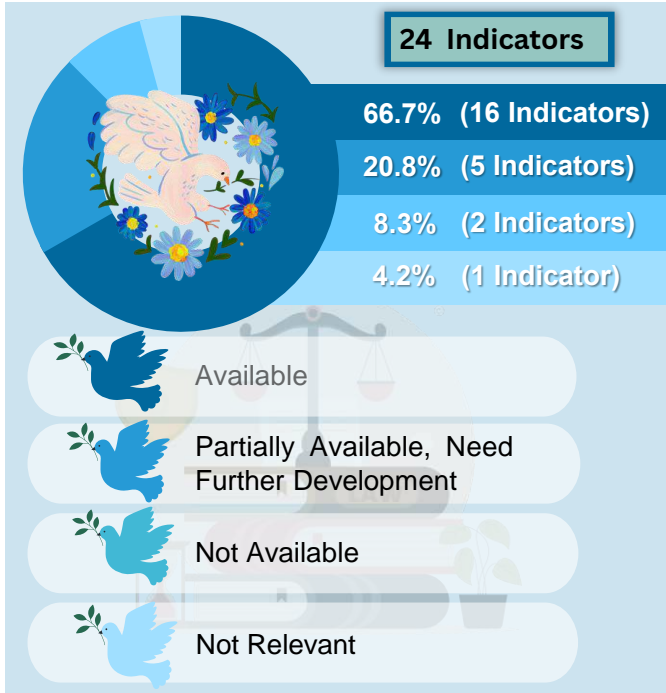 24 Indicators
66.7% (16 Indicators)
20.8% (5 Indicators)
8.3% (2 Indicators)
4.2% (1 Indicator)
Available
Partially Available, Need
Further Development
LAW
Not Available
Not Relevant